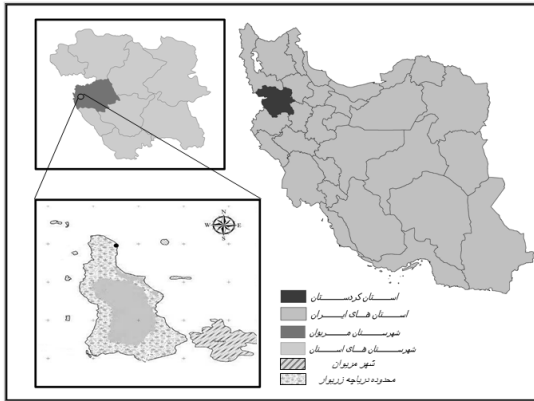 N
W E
S
استان کردستان
استان های ایران
شهرستان مریوان
شهرستان های استان
شهر مریوان
محدوده دریاچه زریوار